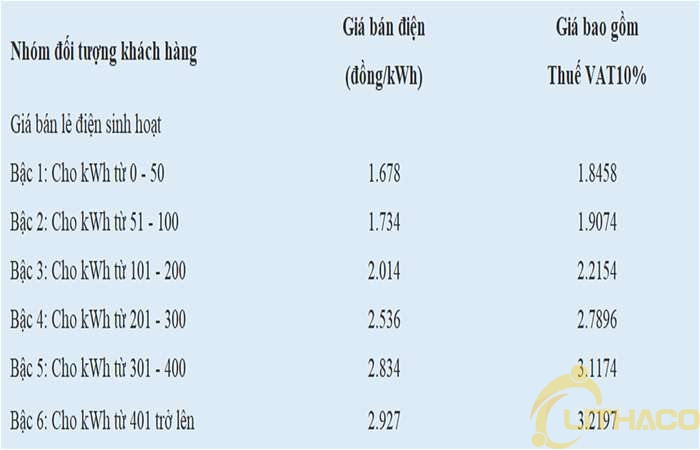 Nhóm đối tượng khách hàng
Giá bán điện
(đồng/kWh)
Giá bao gồm
Thuế VAT10%
Giá bán lẻ điện sinh hoạt
Bậc 1: Cho kWh từ 0 - 50 1.678 1.8458
Bậc 2: Cho kWh từ 51 - 100 1.734 1.9074
Bậc 3: Cho kWh từ 101 - 200 2.014 2.2154
Bậc 4: Cho kWh từ 201 - 300 2.536 2.7896
Bậc 5: Cho kWh từ 301 - 400 2.834 3.1174
Bậc 6: Cho kWh từ 401 trở lên 2.927 3.2197
LITHACO